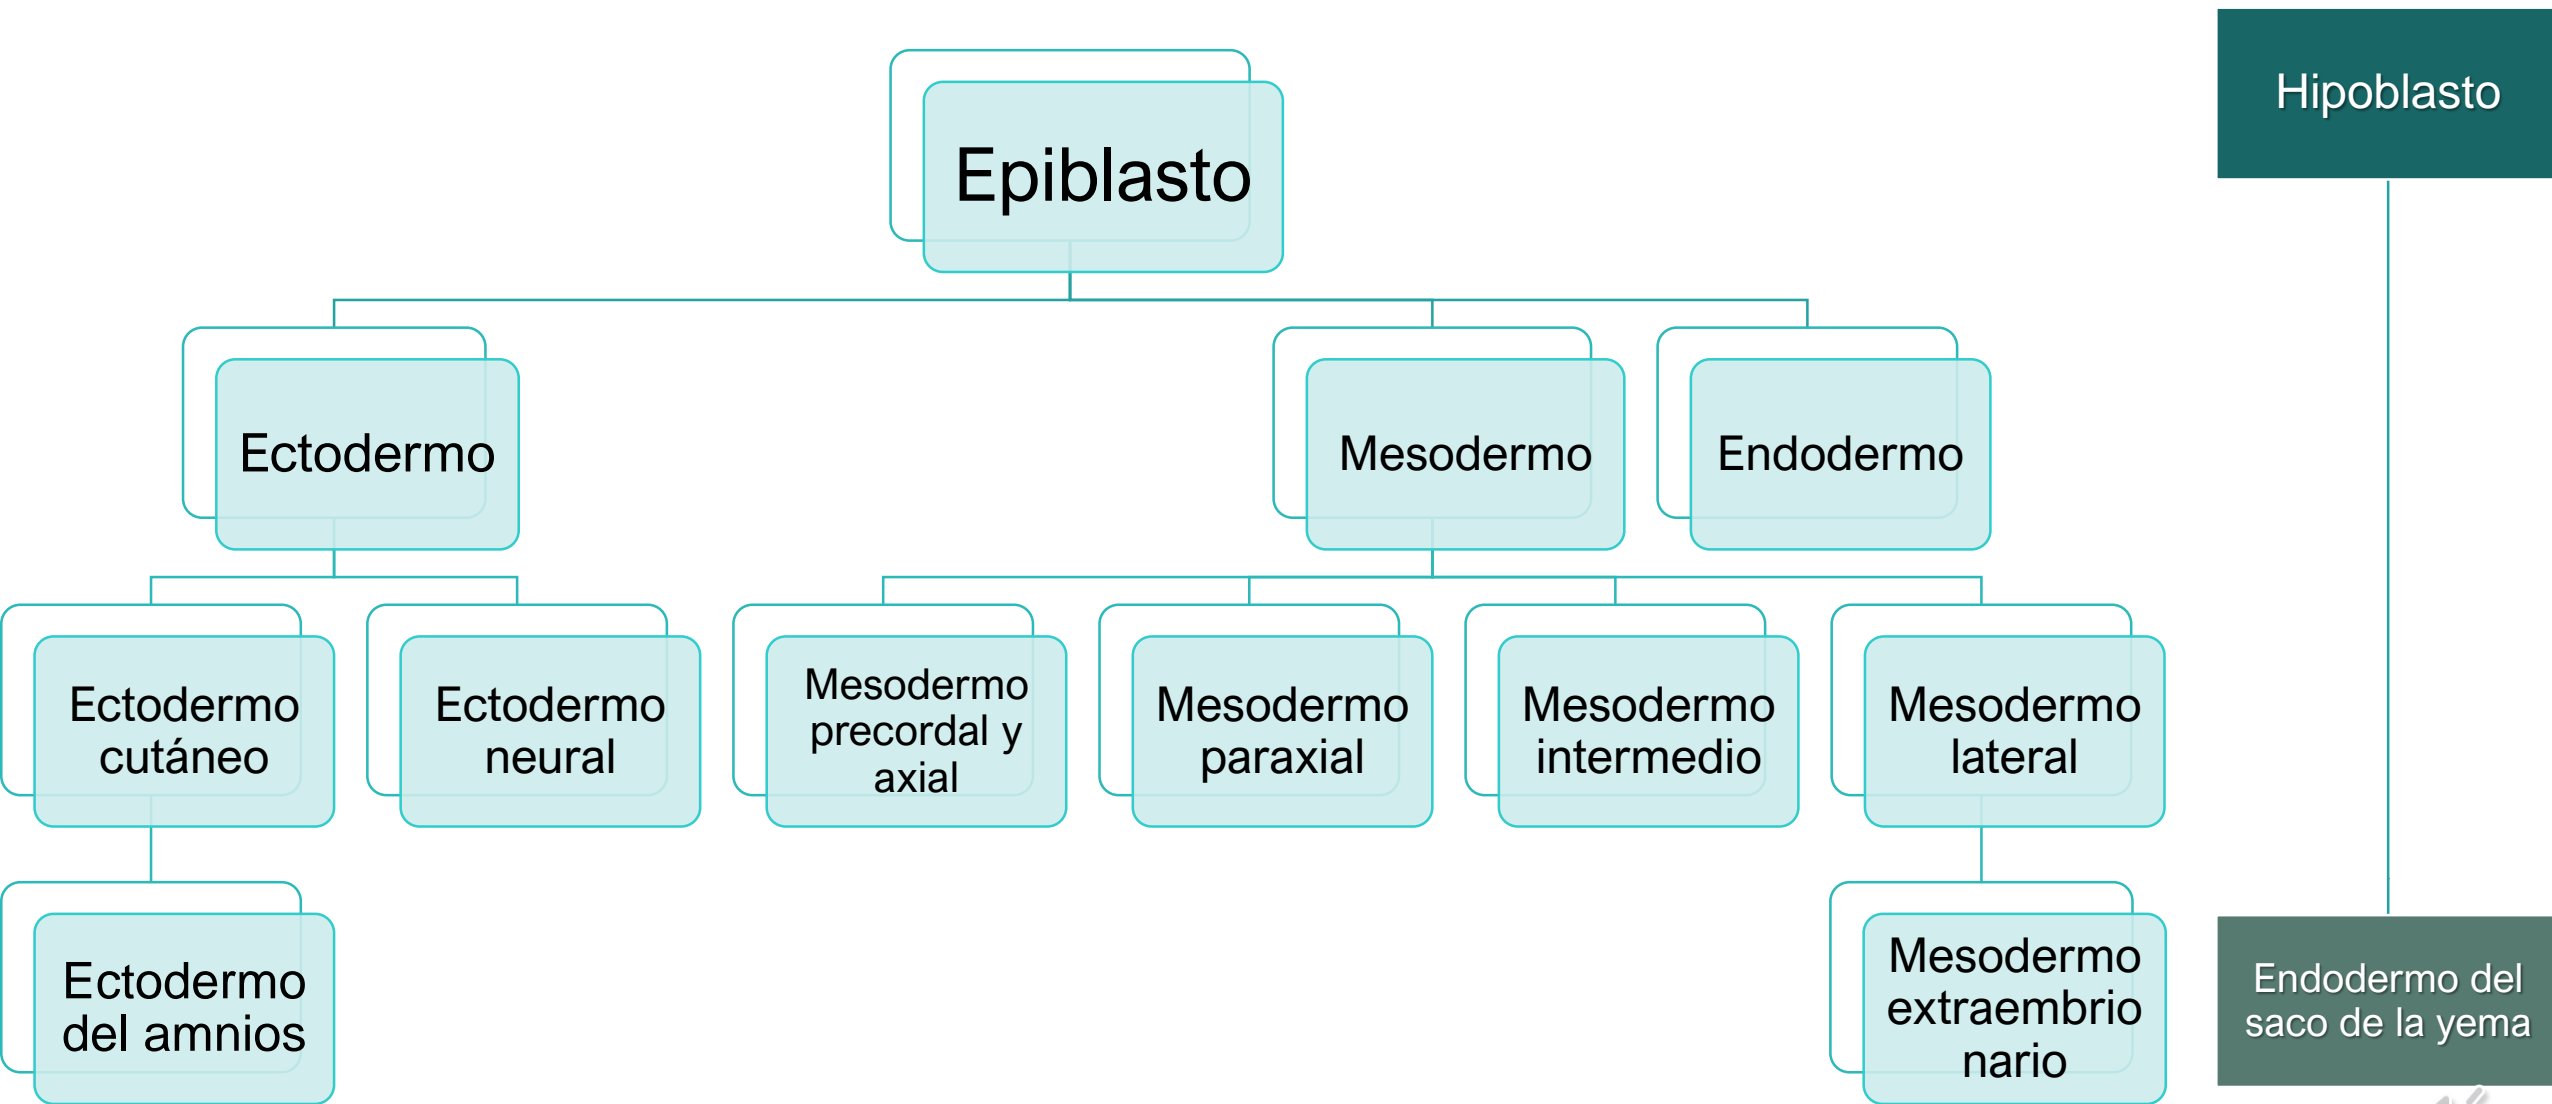 Hipoblasto
Epiblasto
Ectodermo
Mesodermo
Endodermo
Ectodermo
cutáneo
Ectodermo
neural
Mesodermo
precordal y
axial
Mesodermo
paraxial
Mesodermo
intermedio
Mesodermo
lateral
Ectodermo
del amnios
Mesodermo
extraembrio
nario
Endodermo del
saco de la yema